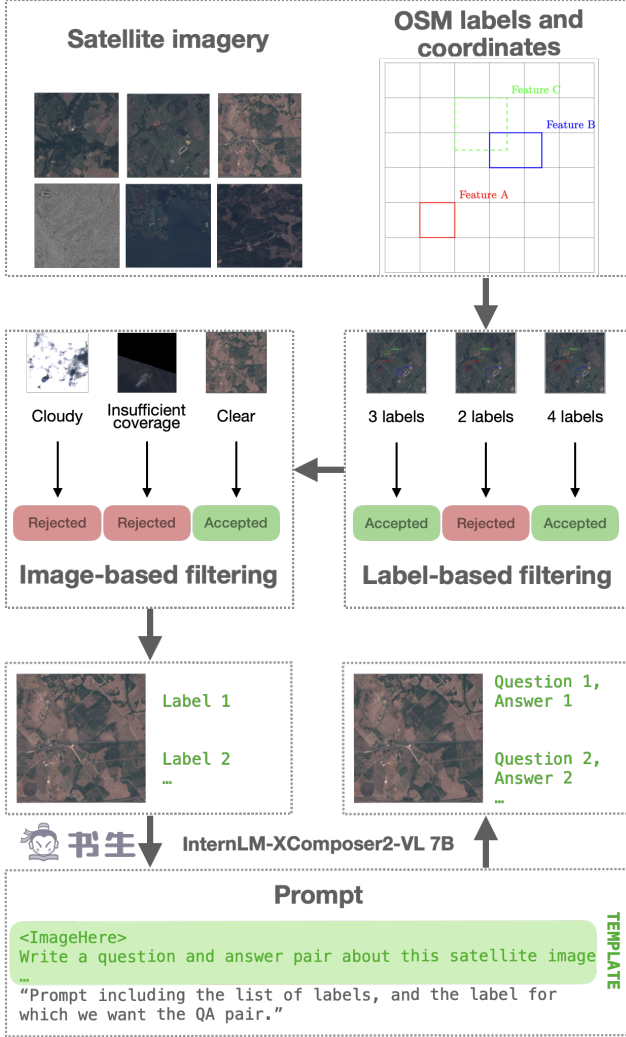 Satellite imagery
OSM labels and
coordinates
Feature C
Feature B
Feature A
Cloudy
Insufficient
coverage
Clear
Rejected
Rejected
Accepted
Image-based filtering
3 labels
2 labels
4 labels
Accepted
Rejected
Accepted
Label-based filtering
Label 1
Label 2
…
Question 1,
Answer 1
Question 2,
Answer 2
…
书生
InternLM-XComposer2-VL 7B
Prompt
<ImageHere>
Write a question and answer pair about this satellite image
…
“Prompt including the list of labels, and the label for
which we want the QA pair.”
TEMPLATE